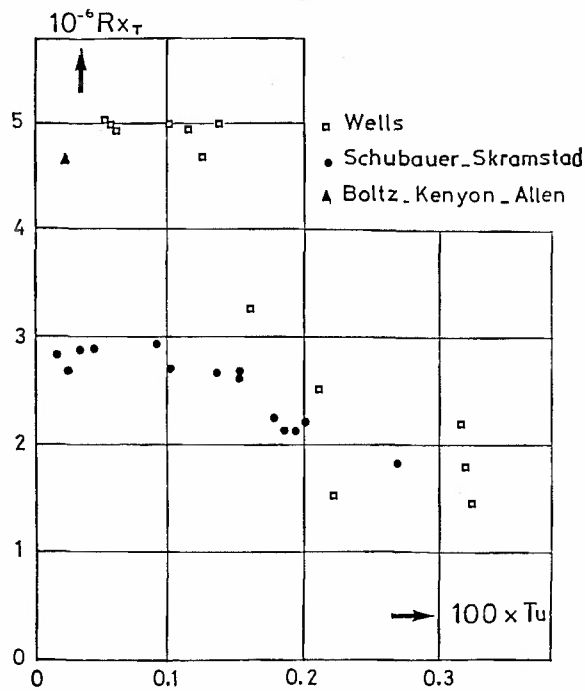 10⁻⁶Rx_T
5
Wells
Schubauer_Skramstad
Boltz_Kenyon_Allen
4
3
2
1
100 x Tu
0
0 0.1 0.2 0.3